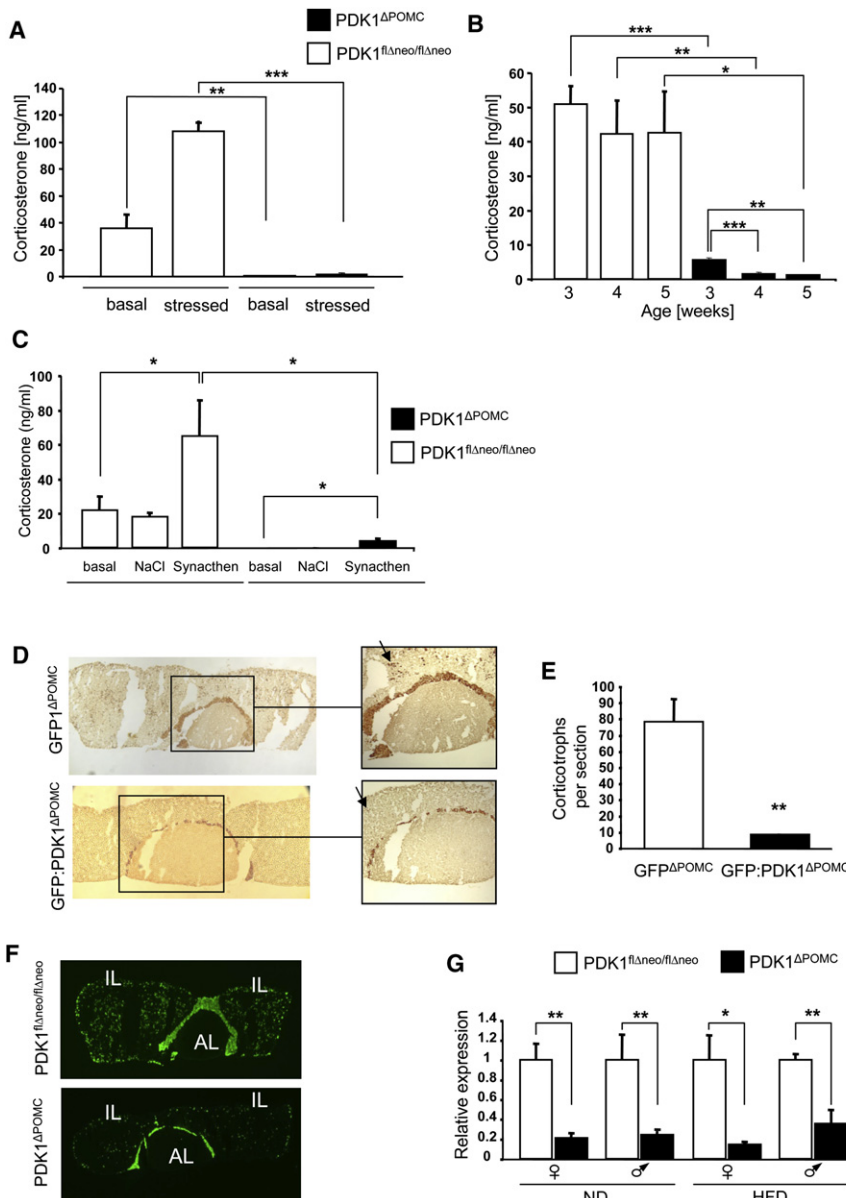 A
PDK1ΔPOMC
PDK1flΔneo/flΔneo
Corticosterone [ng/ml]
140
120
100
80
60
40
20
0
**
***
basal
stressed
basal
stressed
B
Corticosterone [ng/ml]
60
50
40
30
20
10
0
***
**
*
**
***
3
4
5
3
4
5
Age [weeks]
C
Corticosterone (ng/ml)
100
80
60
40
20
0
*
*
*
PDK1ΔPOMC
PDK1flΔneo/flΔneo
basal
NaCl
Synacthen
basal
NaCl
Synacthen
D
GFP1ΔPOMC
GFP:PDK1ΔPOMC
E
Corticotrophs
per section
100
90
80
70
60
50
40
30
20
10
0
**
GFPΔPOMC
GFP:PDK1ΔPOMC
F
PDK1flΔneo/flΔneo
IL
IL
AL
PDK1ΔPOMC
IL
IL
AL
G
PDK1flΔneo/flΔneo
PDK1ΔPOMC
Relative expression
1.4
1.2
1
0.8
0.6
0.4
0.2
0
**
**
*
**
♀
♂
♀
♂
ND
HFD